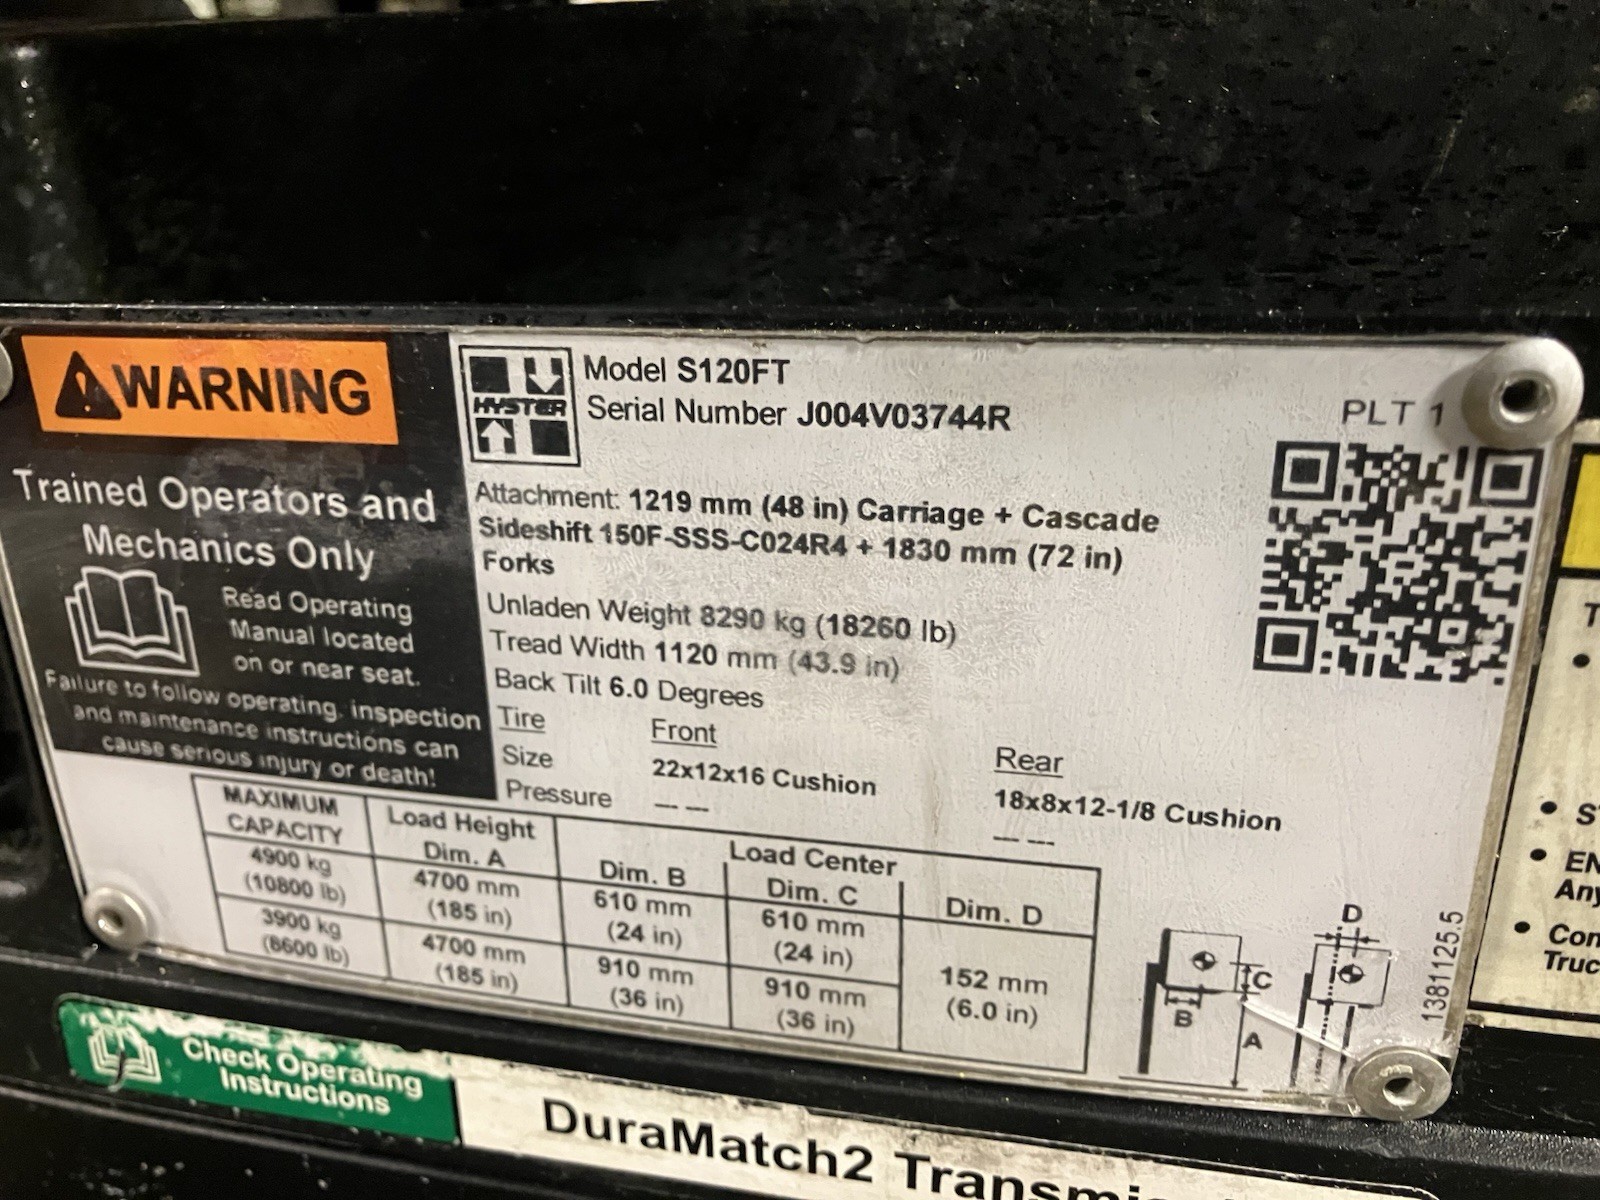 WARNING
Trained Operators and
Mechanics Only
Read Operating
Manual located
on or near seat.
Failure to follow operating, inspection
and maintenance instructions can
cause serious injury or death!
HYSTER
Model S120FT
Serial Number J004V03744R
PLT 1
Attachment: 1219 mm (48 in) Carriage + Cascade
Sideshift 150F-SSS-C024R4 + 1830 mm (72 in)
Forks
Unladen Weight 8290 kg (18260 lb)
Tread Width 1120 mm (43.9 in)
Back Tilt 6.0 Degrees
Tire Front Rear
Size 22x12x16 Cushion 18x8x12-1/8 Cushion
Pressure — — — —
MAXIMUM
CAPACITY
Load Height
Dim. A
Load Center
Dim. B Dim. C Dim. D
4900 kg
(10800 lb)
4700 mm
(185 in)
610 mm
(24 in)
610 mm
(24 in)
152 mm
(6.0 in)
3900 kg
(8600 lb)
4700 mm
(185 in)
910 mm
(36 in)
910 mm
(36 in)
C
B
A
D
1381125.5
Check Operating
Instructions
DuraMatch2